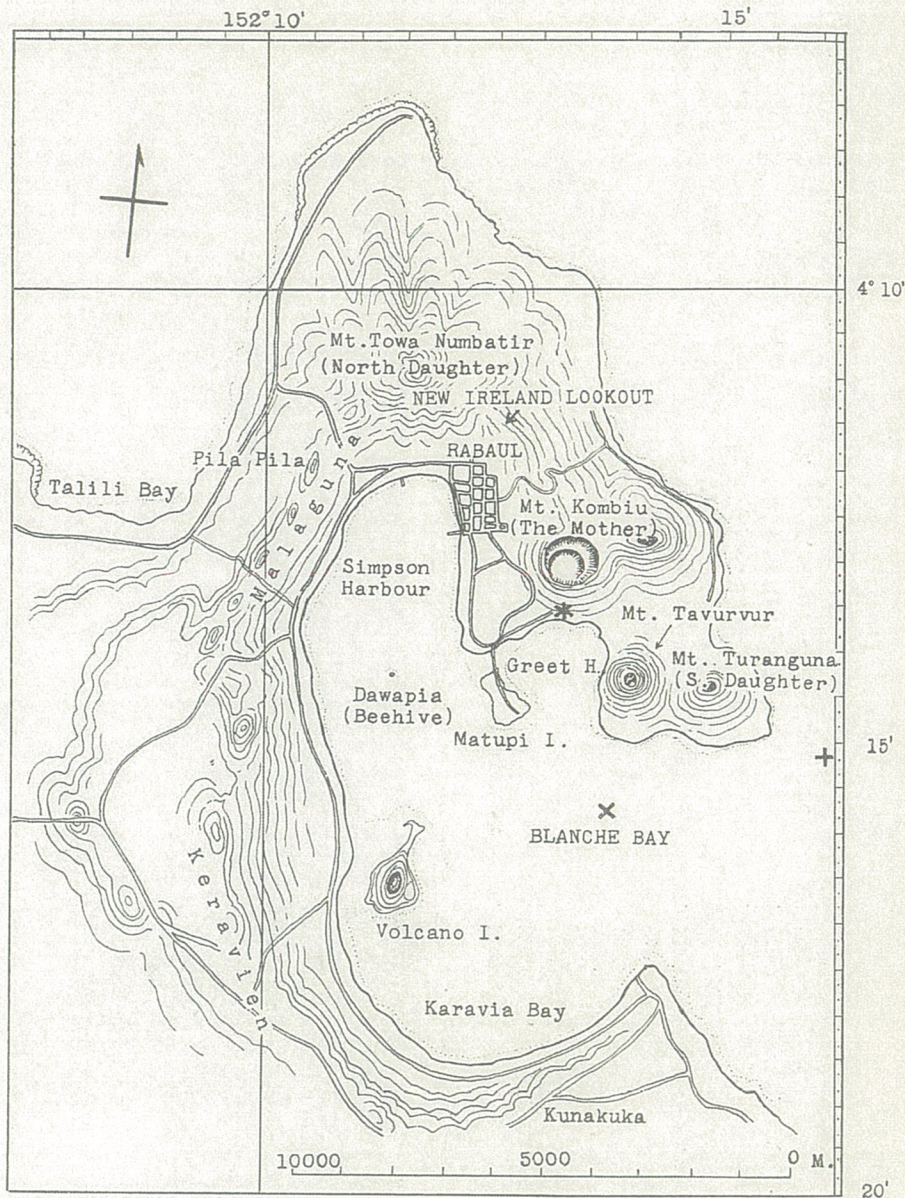 152° 10' 15'
4° 10'
Mt.Towa Numbatir
(North Daughter)
NEW IRELAND LOOKOUT
RABAUL
Pila Pila
Talili Bay
Malaguna
Mt. Kombiu
(The Mother)
Simpson
Harbour
Mt. Tavurvur
Greet H.
Mt. Turanguna
(S. Daughter)
Dawapia
(Beehive)
Matupi I.
15'
BLANCHE BAY
Keravien
Volcano I.
Karavia Bay
Kunakuka
10000 5000 0 M.
20'